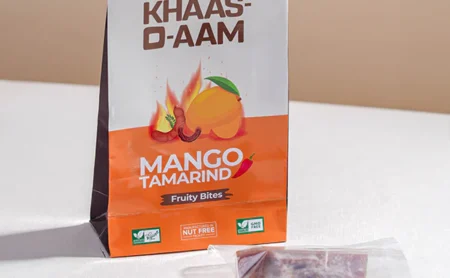 KHAAS-
O-AAM
MANGO
TAMARIND
Fruity Bites
NUT FREE